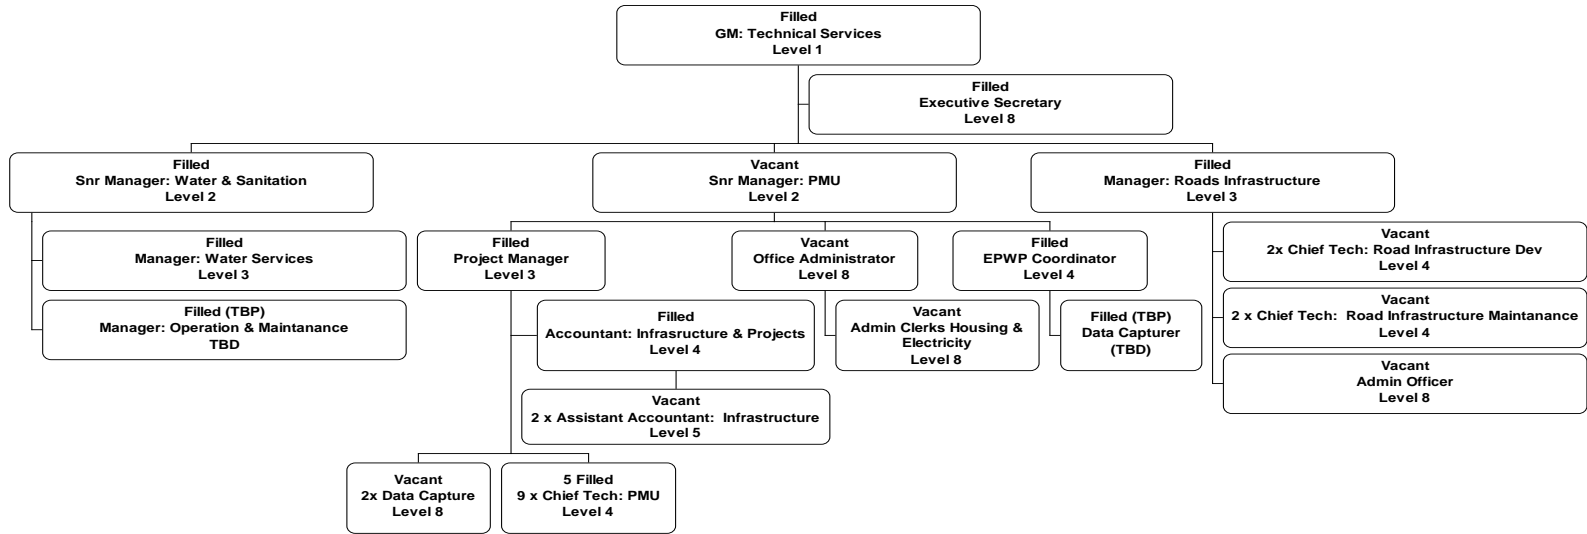 Filled
GM: Technical Services
Level 1
Filled
Executive Secretary
Level 8
Filled
Snr Manager: Water & Sanitation
Level 2
Vacant
Snr Manager: PMU
Level 2
Filled
Manager: Roads Infrastructure
Level 3
Filled
Manager: Water Services
Level 3
Filled (TBP)
Manager: Operation & Maintanance
TBD
Filled
Project Manager
Level 3
Vacant
Office Administrator
Level 8
Filled
EPWP Coordinator
Level 4
Filled
Accountant: Infrasructure & Projects
Level 4
Vacant
Admin Clerks Housing &
Electricity
Level 8
Filled (TBP)
Data Capturer
(TBD)
Vacant
2 x Assistant Accountant:  Infrastructure
Level 5
Vacant
2x Data Capture
Level 8
5 Filled
9 x Chief Tech: PMU
Level 4
Vacant
2x Chief Tech: Road Infrastructure Dev
Level 4
Vacant
2 x Chief Tech:  Road Infrastructure Maintanance
Level 4
Vacant
Admin Officer
Level 8